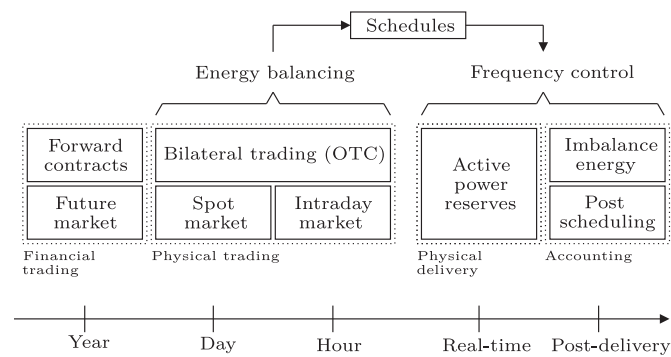 Schedules
Energy balancing
Frequency control
Forward
contracts
Bilateral trading (OTC)
Active
power
reserves
Imbalance
energy
Future
market
Spot
market
Intraday
market
Post
scheduling
Financial
trading
Physical trading
Physical
delivery
Accounting
Year
Day
Hour
Real-time
Post-delivery